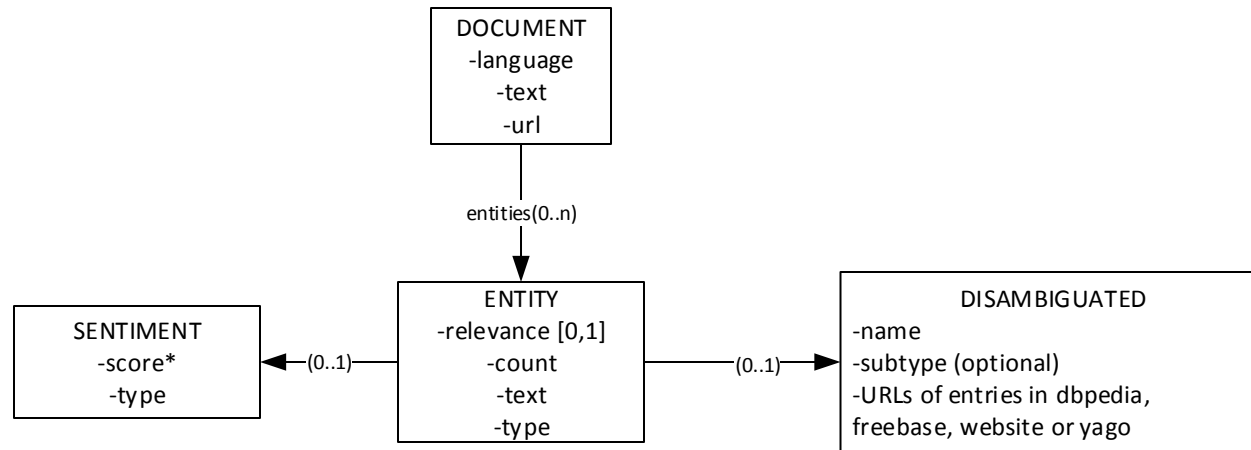 DOCUMENT
-language
-text
-url
entities(0..n)
SENTIMENT
-score*
-type
(0..1)
ENTITY
-relevance [0,1]
-count
-text
-type
(0..1)
DISAMBIGUATED
-name
-subtype (optional)
-URLs of entries in dbpedia,
freebase, website or yago